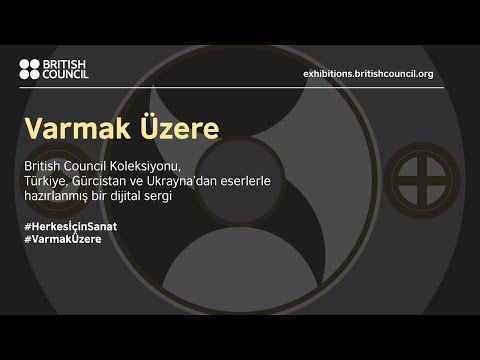 BRITISH
COUNCIL
exhibitions.britishcouncil.org
Varmak Üzere
British Council Koleksiyonu,
Türkiye, Gürcistan ve Ukrayna'dan eserlerle
hazırlanmış bir dijital sergi
#HerkesİçinSanat
#VarmakÜzere